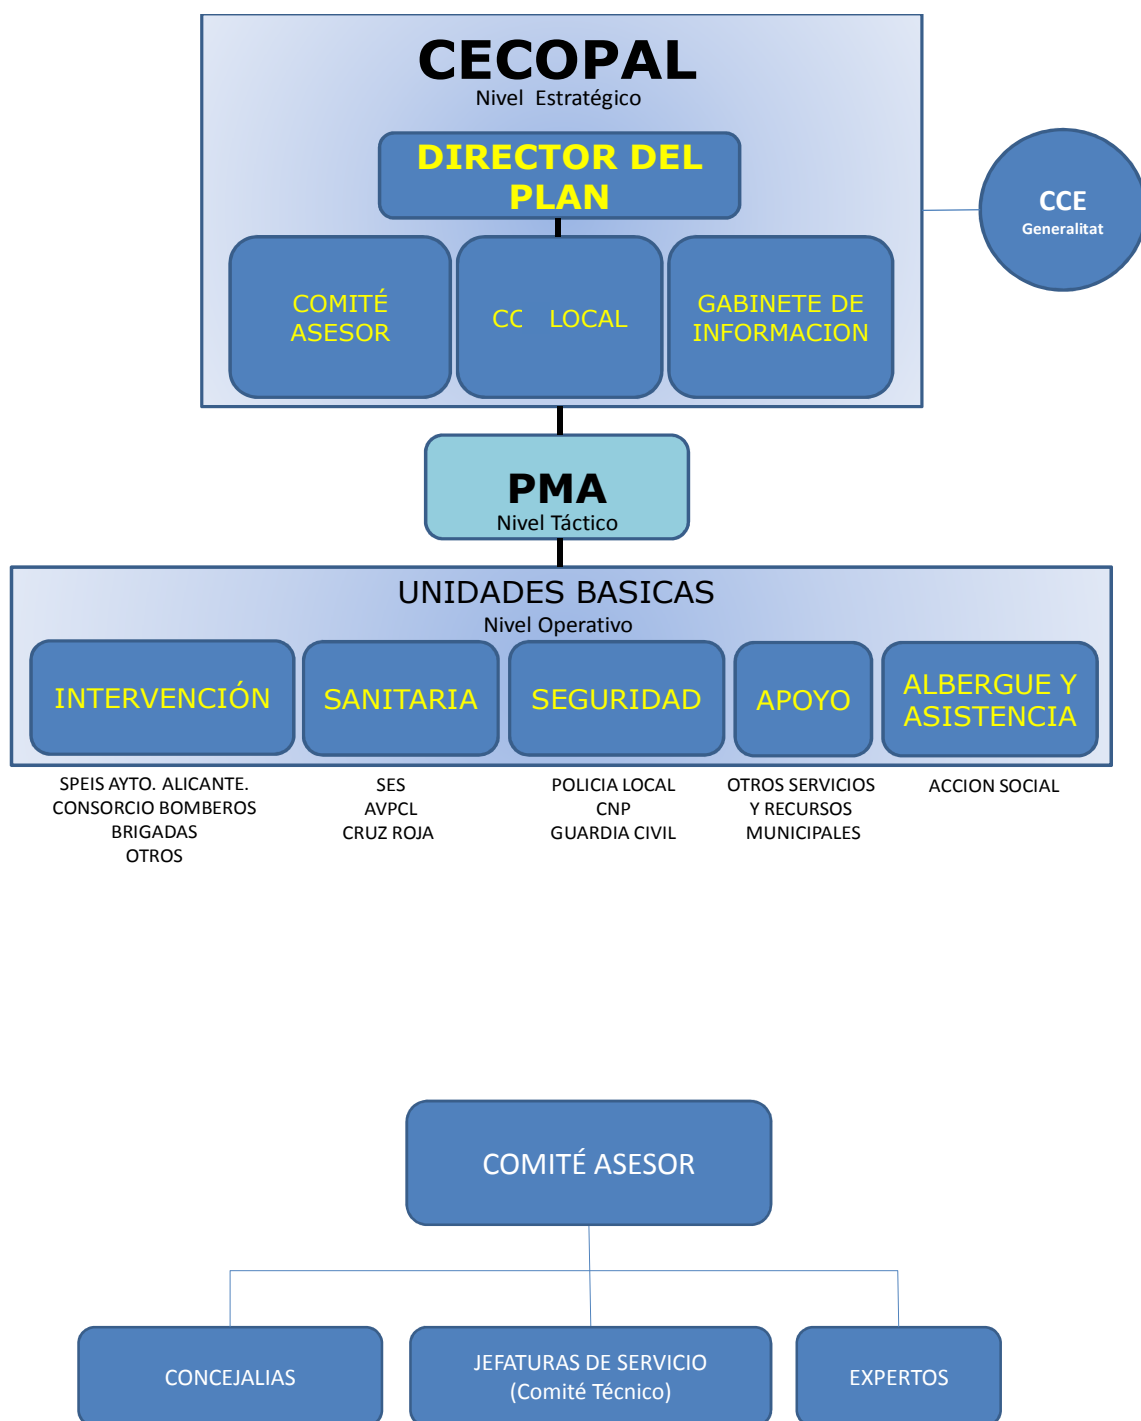 CECOPAL
Nivel Estratégico
DIRECTOR DEL
PLAN
CCE
Generalitat
COMITÉ
ASESOR
CC LOCAL
GABINETE DE
INFORMACION
PMA
Nivel Táctico
UNIDADES BASICAS
Nivel Operativo
INTERVENCIÓN
SANITARIA
SEGURIDAD
APOYO
ALBERGUE Y
ASISTENCIA
SPEIS AYTO. ALICANTE.
CONSORCIO BOMBEROS
BRIGADAS
OTROS
SES
AVPCL
CRUZ ROJA
POLICIA LOCAL
CNP
GUARDIA CIVIL
OTROS SERVICIOS
Y RECURSOS
MUNICIPALES
ACCION SOCIAL
COMITÉ ASESOR
CONCEJALIAS
JEFATURAS DE SERVICIO
(Comité Técnico)
EXPERTOS